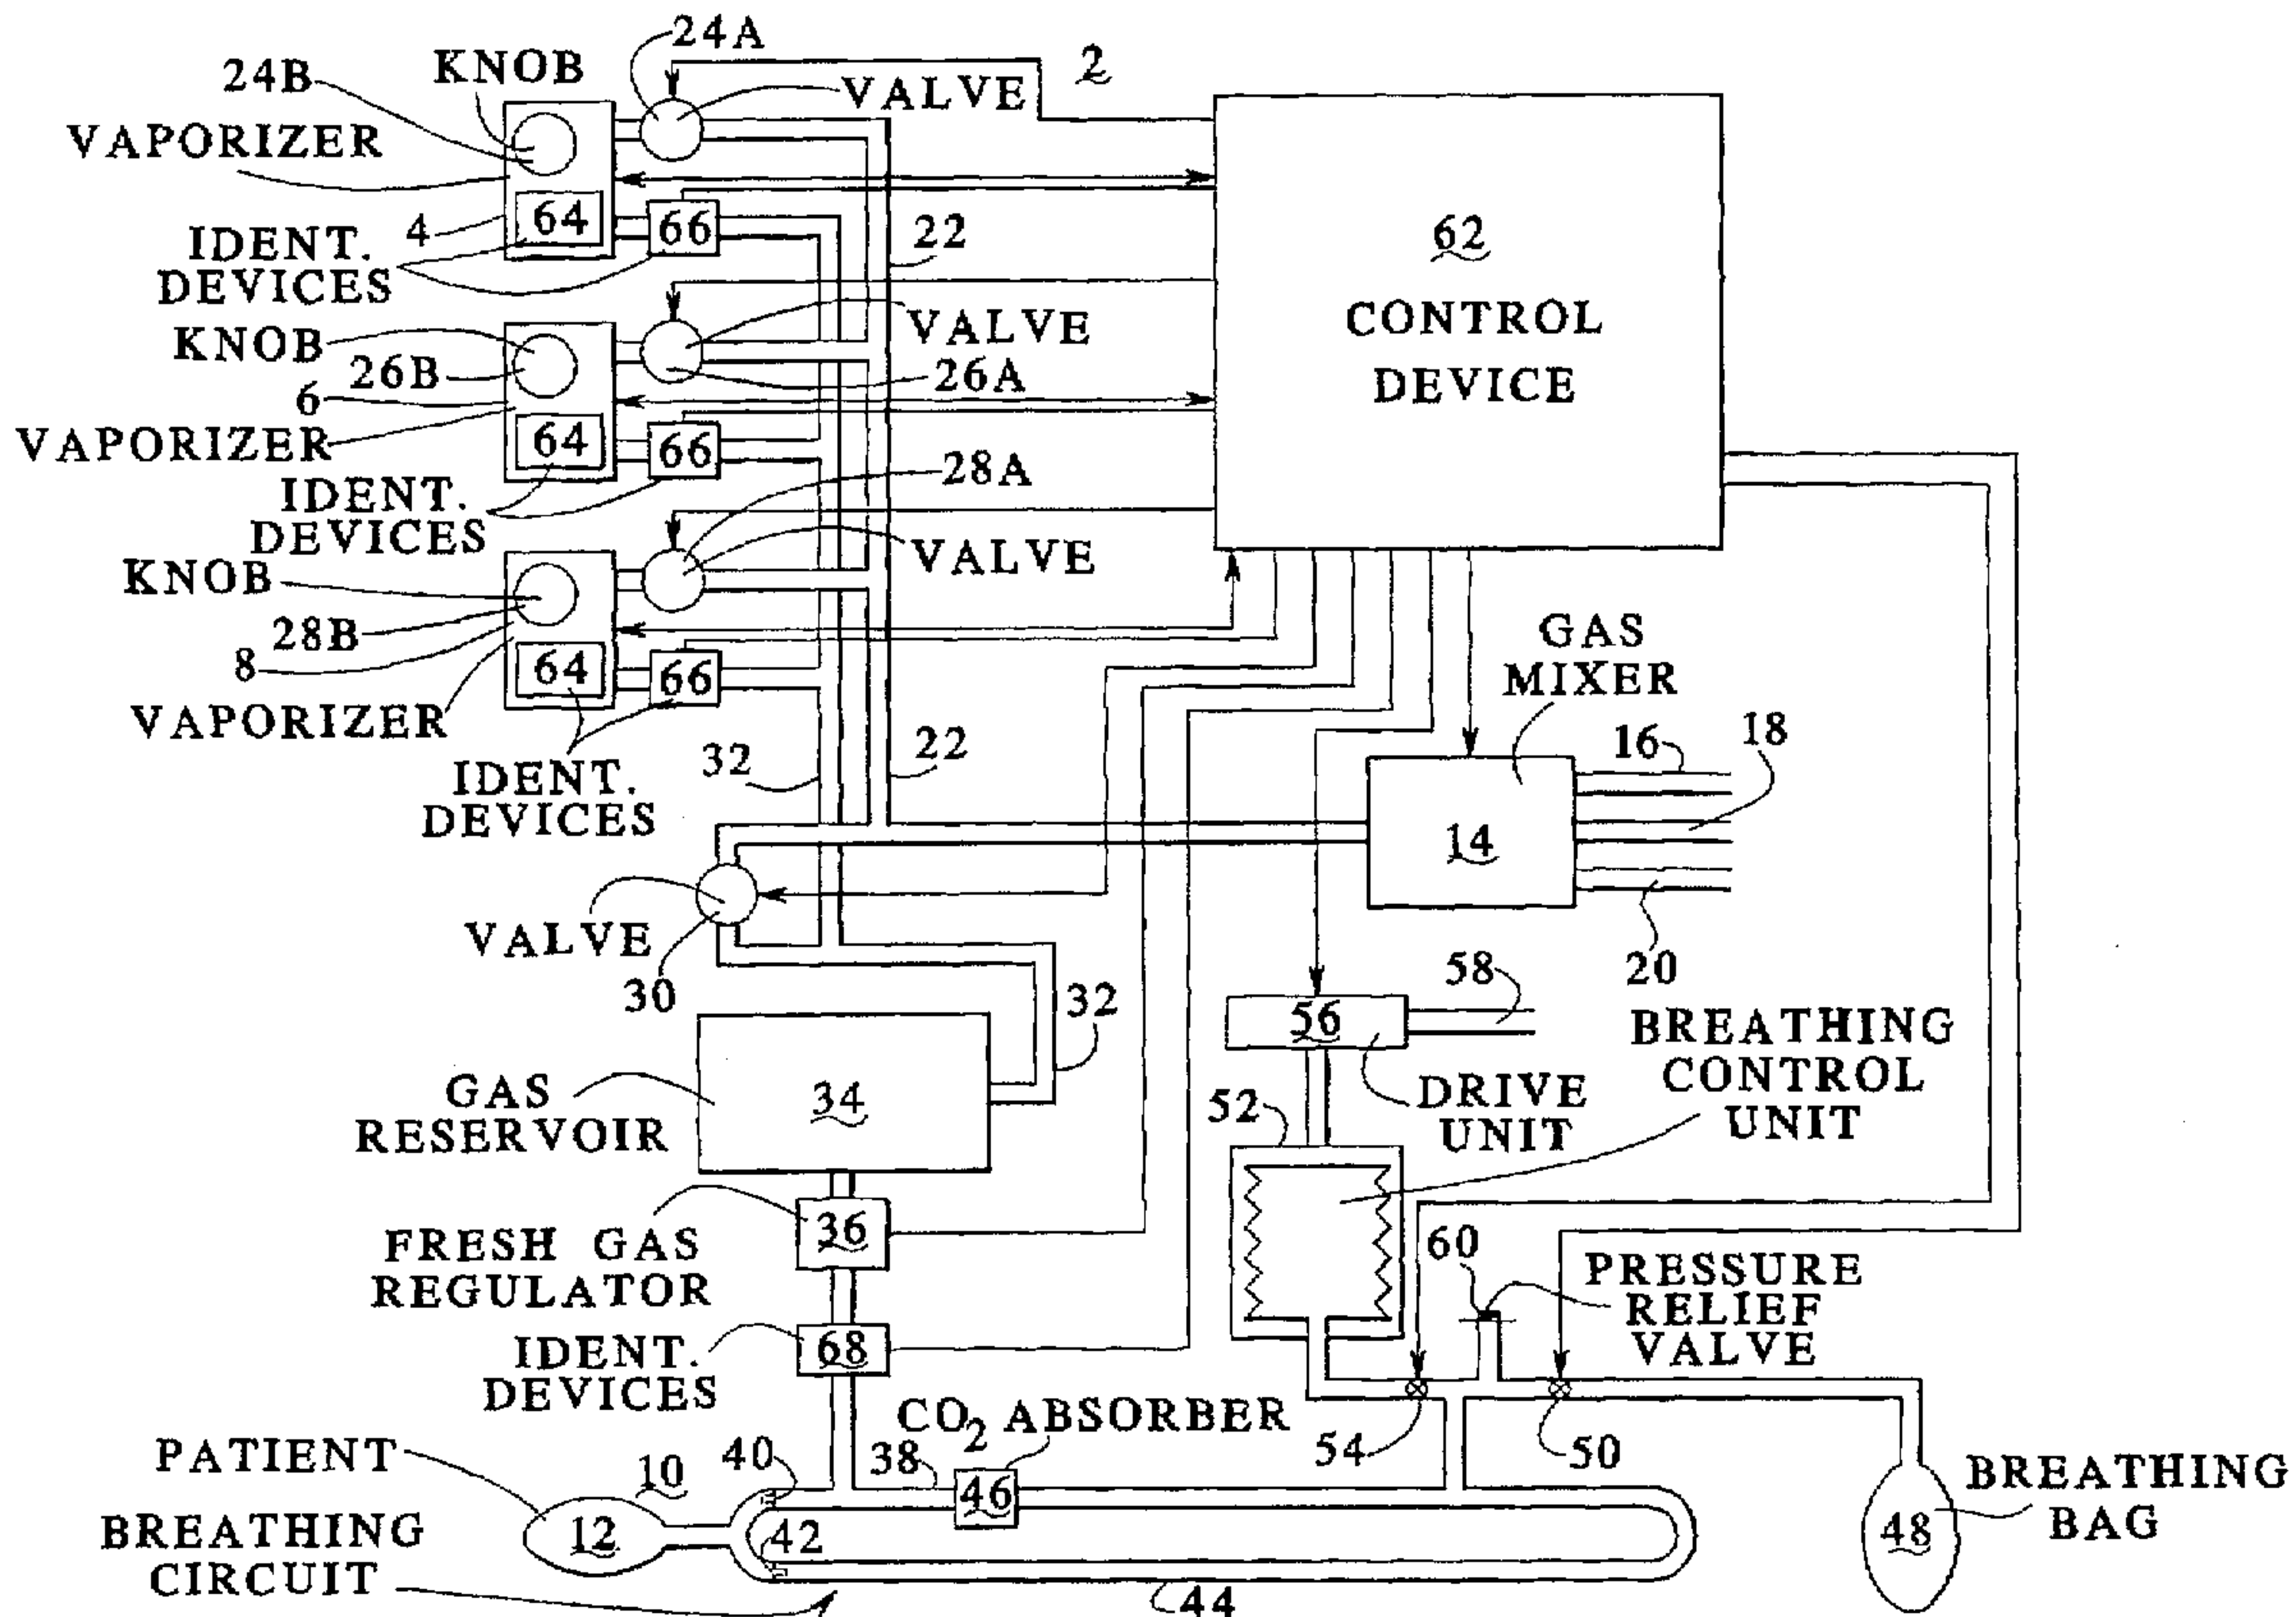 24A
2
KNOB
24B
VALVE
VAPORIZER
64
4
66
IDENT.
DEVICES
22
62
CONTROL
DEVICE
KNOB
VALVE
26B
26A
6
VAPORIZER
64
66
28A
IDENT.
DEVICES
VALVE
KNOB
28B
8
64
66
VAPORIZER
GAS
MIXER
16
18
32
22
IDENT.
DEVICES
14
VALVE
30
20
58
32
56
BREATHING
CONTROL
UNIT
GAS
RESERVOIR
34
52
DRIVE
UNIT
36
FRESH GAS
REGULATOR
60
PRESSURE
RELIEF
VALVE
68
IDENT.
DEVICES
CO2 ABSORBER
54
50
PATIENT
10
40
38
46
BREATHING
BAG
48
12
42
BREATHING
CIRCUIT
44